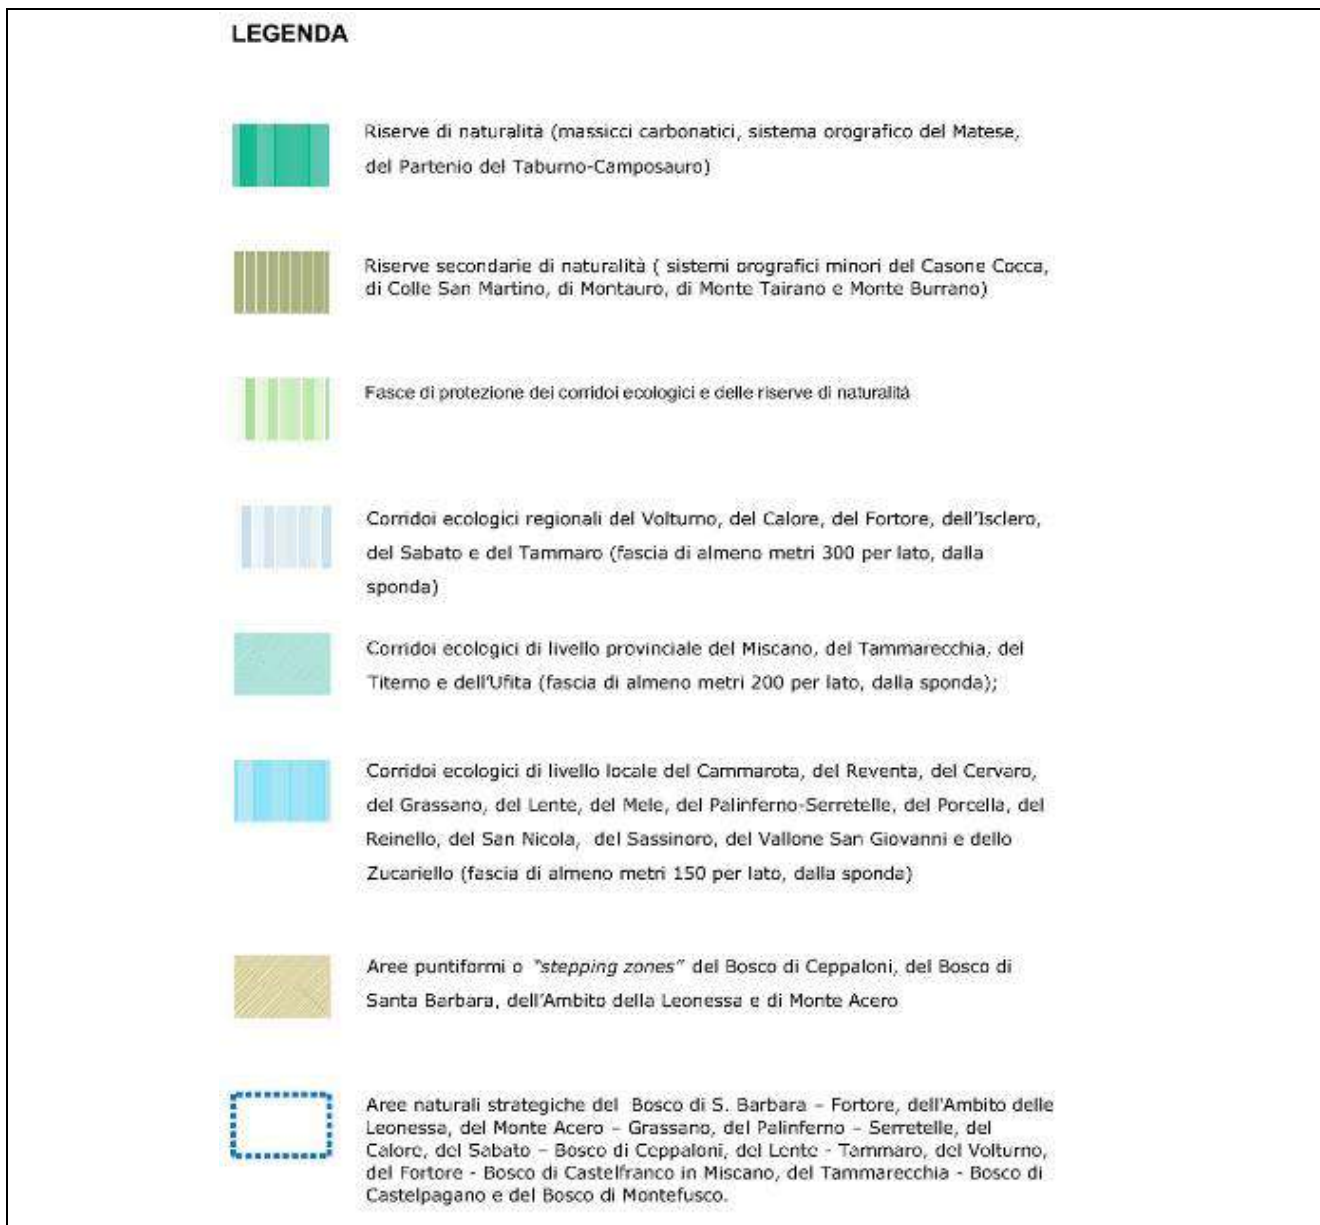 LEGENDA
Riserve di naturalità (massicci carbonatici, sistema orografico del Matese,
del Partenio del Taburno-Camposauro)
Riserve secondarie di naturalità ( sistemi orografici minori del Casone Cocca,
di Colle San Martino, di Montauro, di Monte Tairano e Monte Burrano)
Fasce di protezione dei corridoi ecologici e delle riserve di naturalità
Corridoi ecologici regionali del Volturno, del Calore, del Fortore, dell'Isclero,
del Sabato e del Tammaro (fascia di almeno metri 300 per lato, dalla
sponda)
Corridoi ecologici di livello provinciale del Miscano, del Tammarecchia, del
Titerno e dell'Ufita (fascia di almeno metri 200 per lato, dalla sponda);
Corridoi ecologici di livello locale del Cammarota, del Reventa, del Cervaro,
del Grassano, del Lente, del Mele, del Palinferno-Serretelle, del Porcella, del
Reinello, del San Nicola, del Sassinoro, del Vallone San Giovanni e dello
Zucariello (fascia di almeno metri 150 per lato, dalla sponda)
Aree puntiformi o "stepping zones" del Bosco di Ceppaloni, del Bosco di
Santa Barbara, dell'Ambito della Leonessa e di Monte Acero
Aree naturali strategiche del Bosco di S. Barbara – Fortore, dell'Ambito delle
Leonessa, del Monte Acero – Grassano, del Palinferno – Serretelle, del
Calore, del Sabato – Bosco di Ceppaloni, del Lente - Tammaro, del Volturno,
del Fortore - Bosco di Castelfranco in Miscano, del Tammarecchia - Bosco di
Castelpagano e del Bosco di Montefusco.